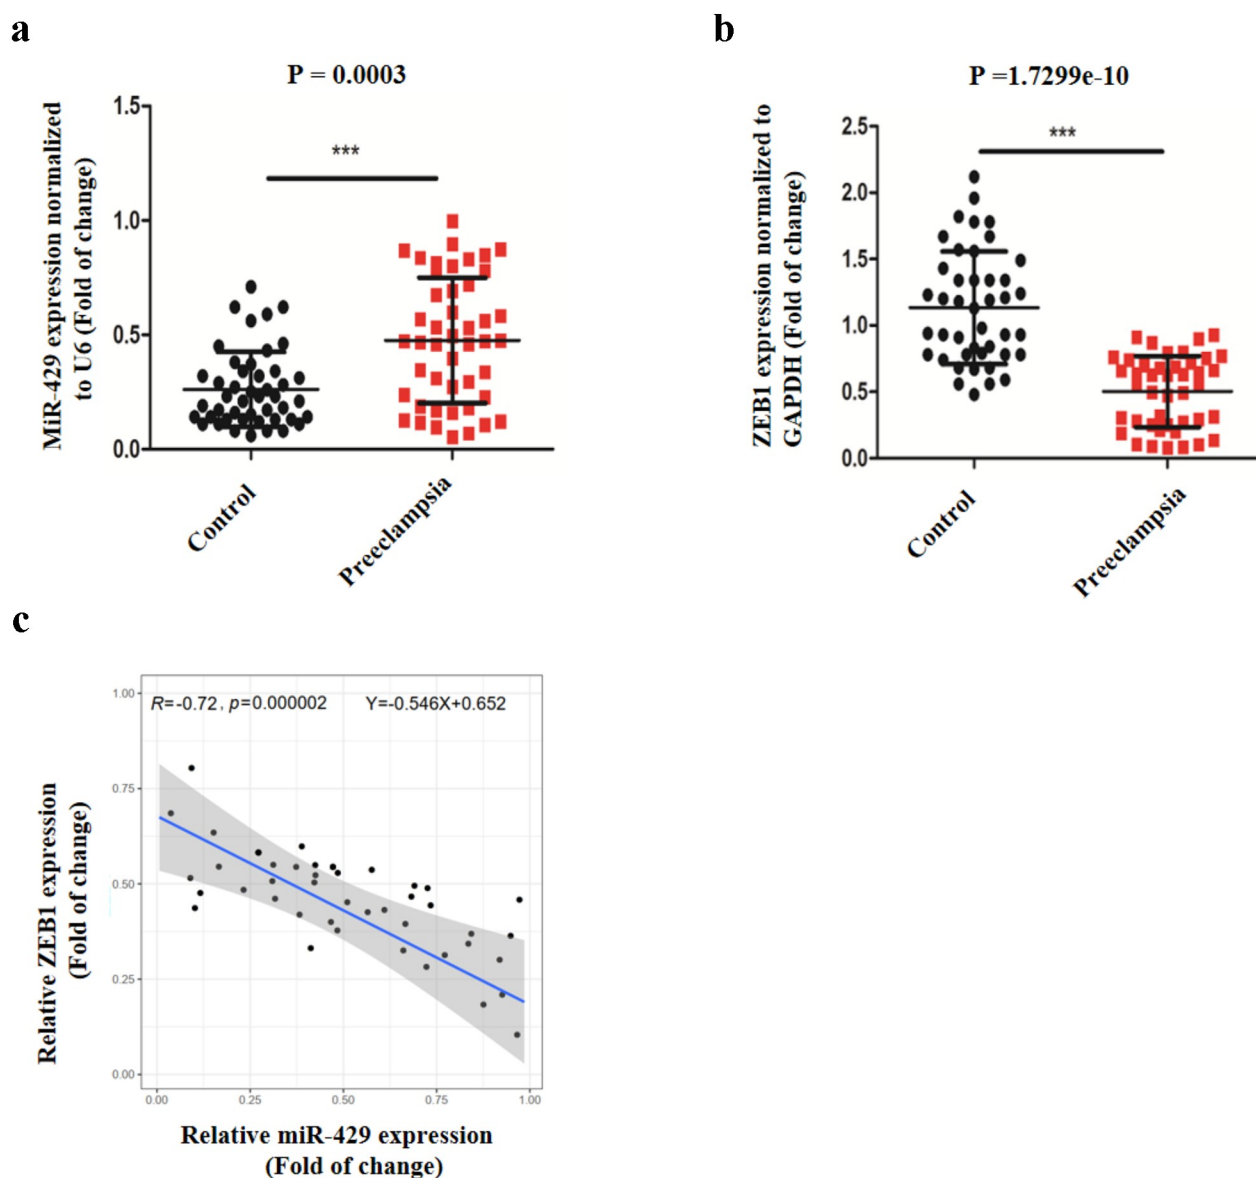 a
P = 0.0003
MiR-429 expression normalized
to U6 (Fold of change)
1.5
1.0
0.5
0.0
***
Control
Preeclampsia
b
P =1.7299e-10
ZEB1 expression normalized to
GAPDH (Fold of change)
2.5
2.0
1.5
1.0
0.5
0.0
***
Control
Preeclampsia
c
R=-0.72, p=0.000002
Y=-0.546X+0.652
Relative ZEB1 expression
(Fold of change)
1.00
0.75
0.50
0.25
0.00
0.00
0.25
0.50
0.75
1.00
Relative miR-429 expression
(Fold of change)